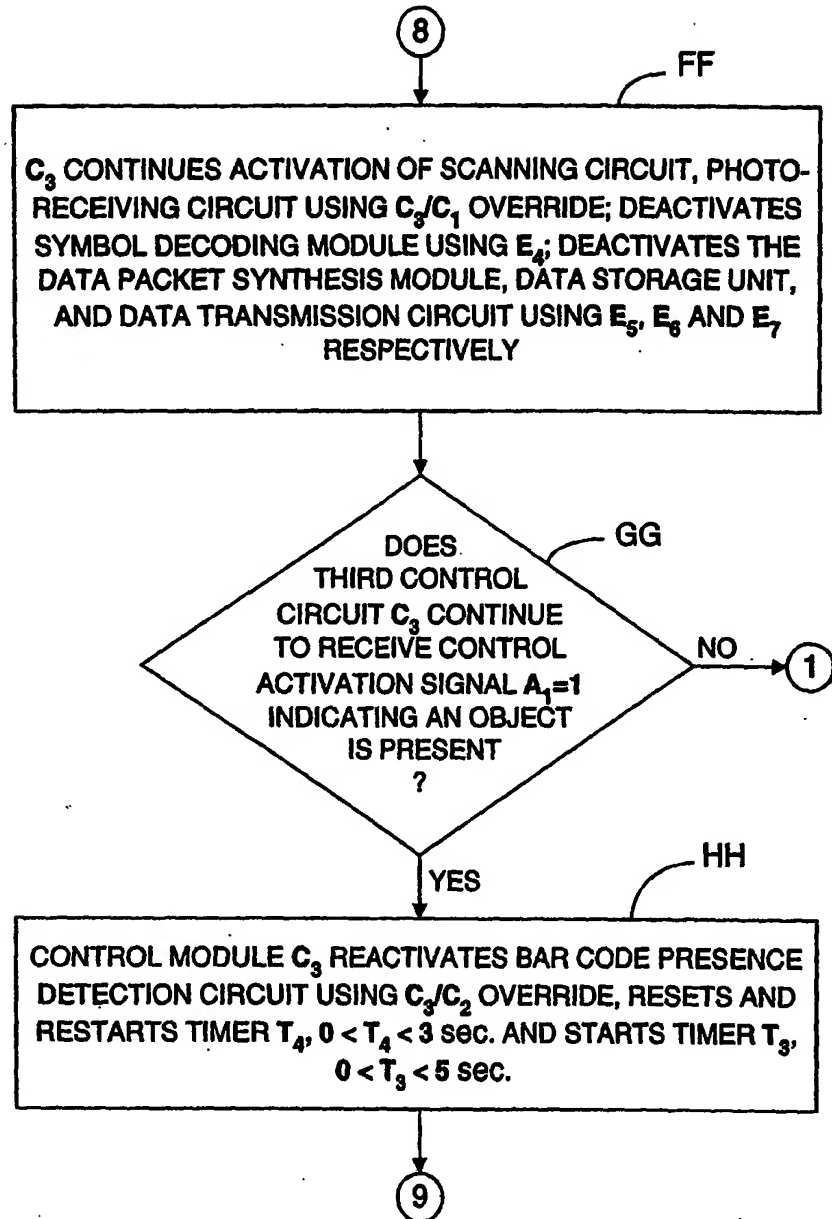 8
FF
C₃ CONTINUES ACTIVATION OF SCANNING CIRCUIT, PHOTO-
RECEIVING CIRCUIT USING C₃/C₁ OVERRIDE; DEACTIVATES
SYMBOL DECODING MODULE USING E₄; DEACTIVATES THE
DATA PACKET SYNTHESIS MODULE, DATA STORAGE UNIT,
AND DATA TRANSMISSION CIRCUIT USING E₅, E₆ AND E₇
RESPECTIVELY
GG
DOES
THIRD CONTROL
CIRCUIT C₃ CONTINUE
TO RECEIVE CONTROL
ACTIVATION SIGNAL A₁=1
INDICATING AN OBJECT
IS PRESENT
?
NO
1
YES
HH
CONTROL MODULE C₃ REACTIVATES BAR CODE PRESENCE
DETECTION CIRCUIT USING C₃/C₂ OVERRIDE, RESETS AND
RESTARTS TIMER T₄, 0 < T₄ < 3 sec. AND STARTS TIMER T₃,
0 < T₃ < 5 sec.
9